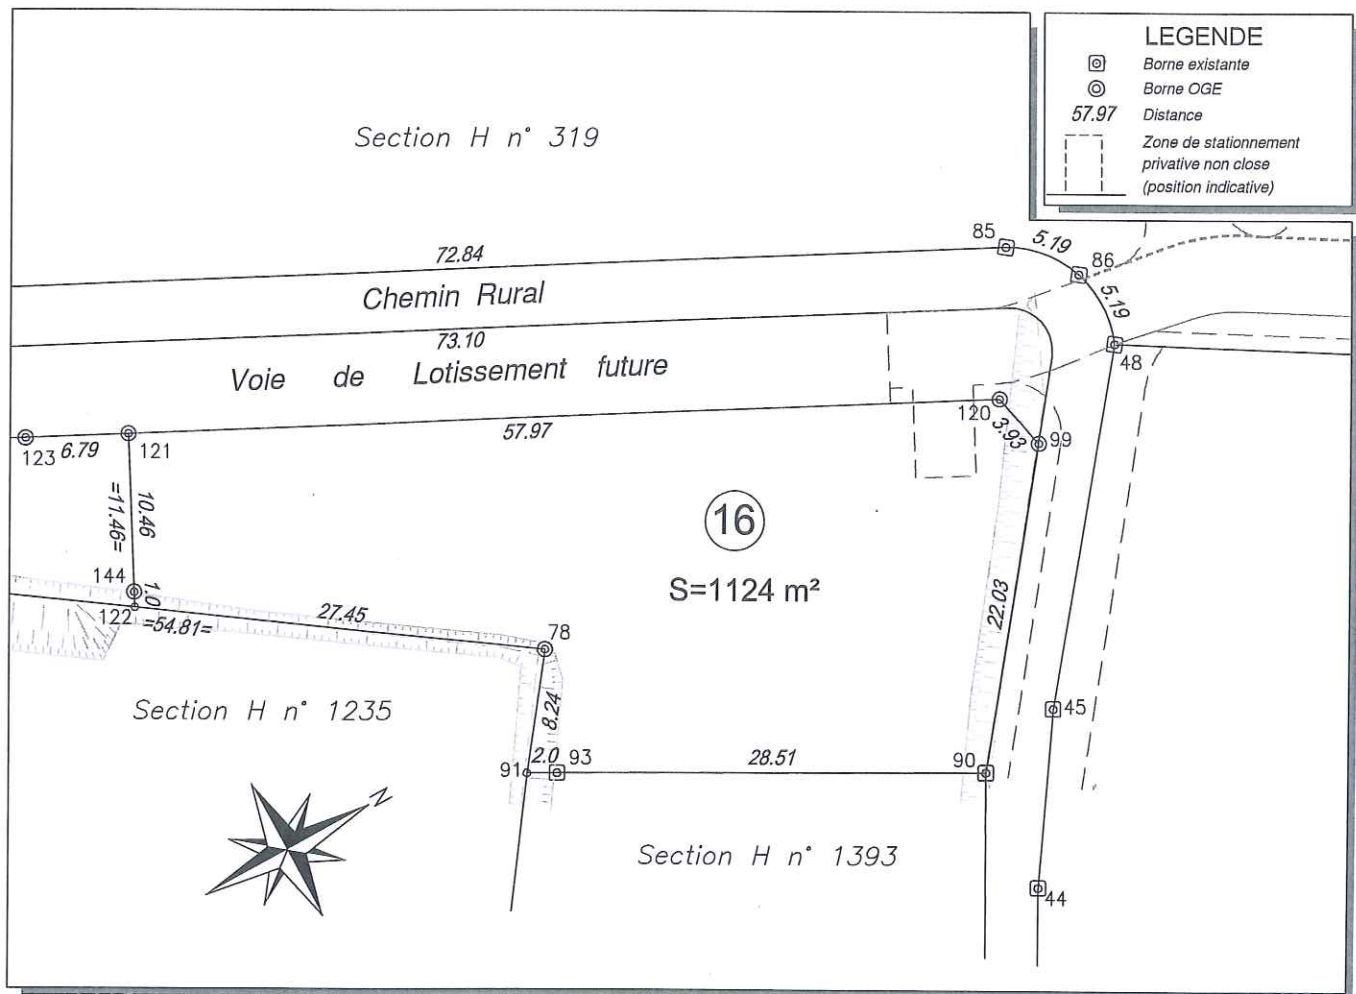 LEGENDE
Borne existante
Borne OGE
57.97 Distance
Zone de stationnement
privative non close
(position indicative)
Section H n° 319
85
5.19
86
5.19
48
72.84
Chemin Rural
73.10
Voie de Lotissement future
120
3.93
99
57.97
123
6.79
121
10.46
=11.46=
16
S=1124 m²
144
1.0
122
=54.81=
27.45
78
22.03
8.24
Section H n° 1235
45
91
2.0
93
28.51
90
N
Section H n° 1393
44